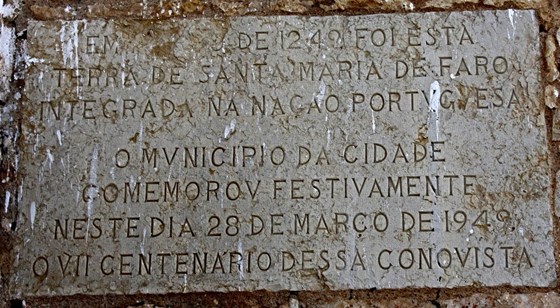 EM DE 1249 FOI ESTA
TERRA DE SANTA MARIA DE FARO
INTEGRADA NA NAÇÃO PORTVGVESA
O MVNICIPIO DA CIDADE
COMEMOROV FESTIVAMENTE
NESTE DIA 28 DE MARÇO DE 1949
O VII CENTENÁRIO DESSA CONQVISTA